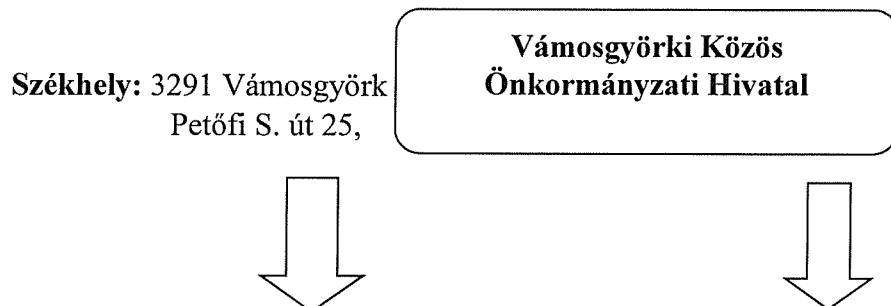 Vámosgyörki Közös
Önkormányzati Hivatal
Székhely: 3291 Vámosgyörk
Petőfi S. út 25,